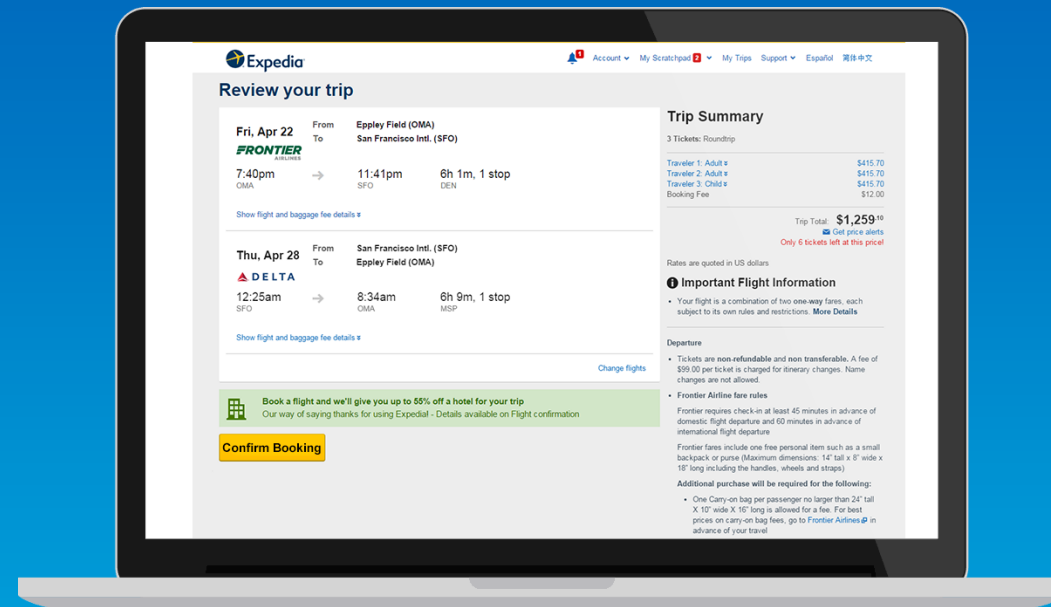 Expedia
1
Account
My Scratchpad 2
My Trips
Support
Español
简体中文
Review your trip
Fri, Apr 22
From Eppley Field (OMA)
To San Francisco Intl. (SFO)
FRONTIER
AIRLINES
7:40pm 11:41pm 6h 1m, 1 stop
OMA SFO DEN
Show flight and baggage fee details
Thu, Apr 28
From San Francisco Intl. (SFO)
To Eppley Field (OMA)
DELTA
12:25am 8:34am 6h 9m, 1 stop
SFO OMA MSP
Show flight and baggage fee details
Change flights
Book a flight and we'll give you up to 55% off a hotel for your trip
Our way of saying thanks for using Expedia! - Details available on Flight confirmation
Confirm Booking
Trip Summary
3 Tickets: Roundtrip
Traveler 1: Adult $415.70
Traveler 2: Adult $415.70
Traveler 3: Child $415.70
Booking Fee $12.00
Trip Total: $1,259.10
Get price alerts
Only 6 tickets left at this price!
Rates are quoted in US dollars
Important Flight Information
• Your flight is a combination of two one-way fares, each
subject to its own rules and restrictions. More Details
Departure
• Tickets are non-refundable and non transferable. A fee of
$99.00 per ticket is charged for itinerary changes. Name
changes are not allowed.
• Frontier Airline fare rules
Frontier requires check-in at least 45 minutes in advance of
domestic flight departure and 60 minutes in advance of
international flight departure
Frontier fares include one free personal item such as a small
backpack or purse (Maximum dimensions: 14" tall x 8" wide x
18" long including the handles, wheels and straps)
Additional purchase will be required for the following:
• One Carry-on bag per passenger no larger than 24" tall
X 10" wide X 16" long is allowed for a fee. For best
prices on carry-on bag fees, go to Frontier Airlines in
advance of your travel